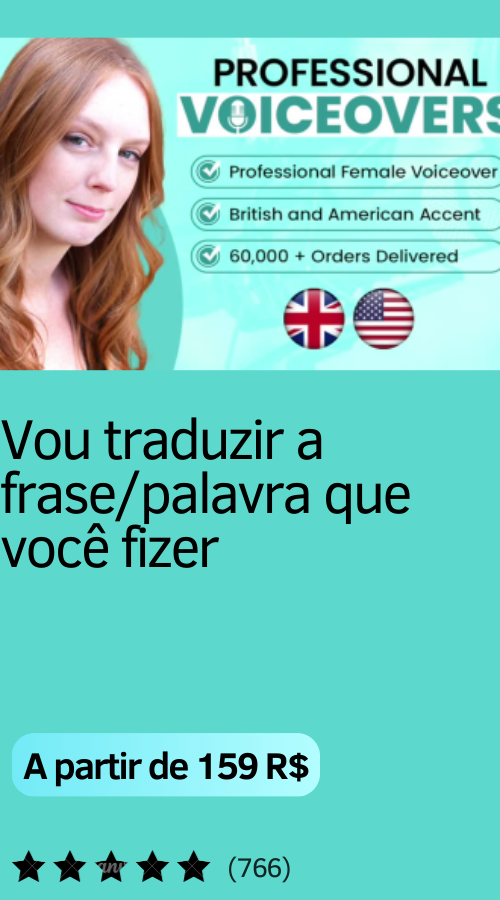 PROFESSIONAL
VOICEOVERS
Professional Female Voiceover
British and American Accent
60,000 + Orders Delivered
Vou traduzir a
frase/palavra que
você fizer
A partir de 159 R$
(766)